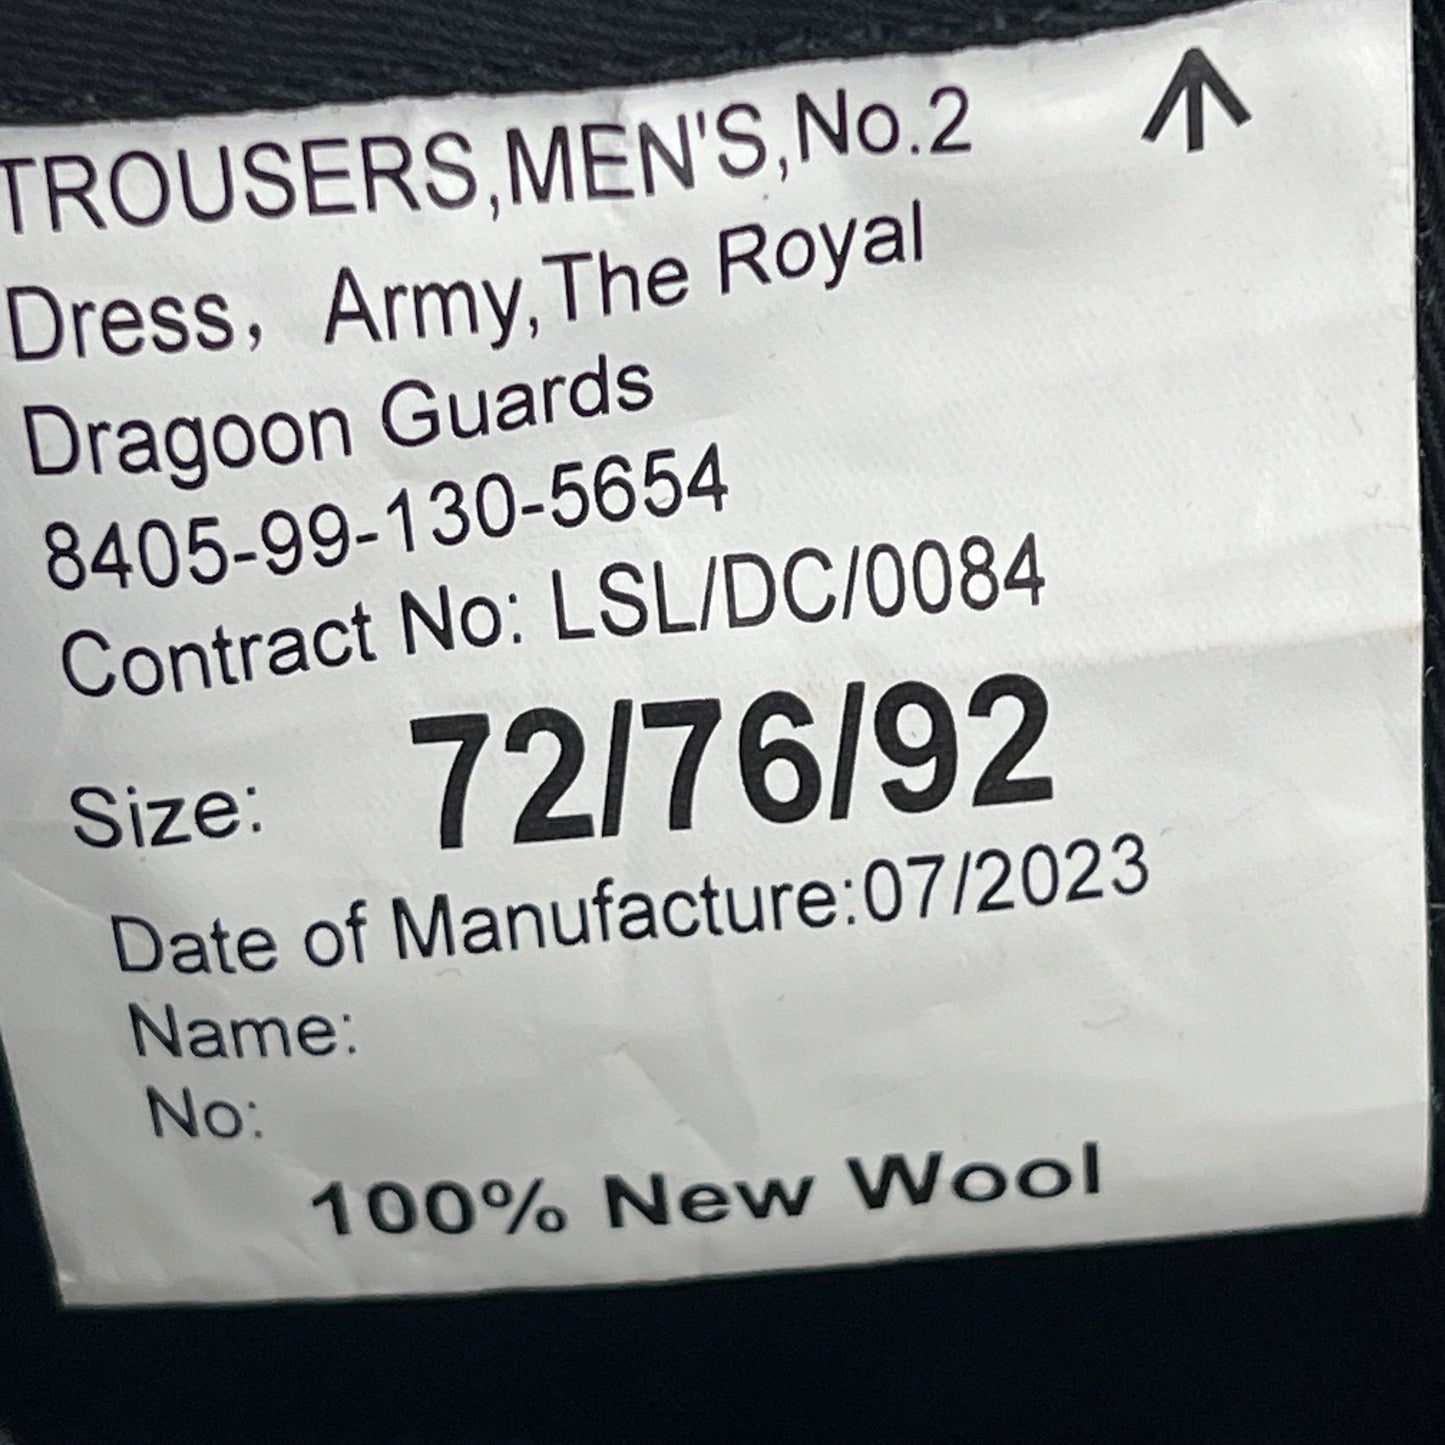 TROUSERS,MEN'S,No.2
Dress, Army,The Royal
Dragoon Guards
8405-99-130-5654
Contract No: LSL/DC/0084
Size: 72/76/92
Date of Manufacture:07/2023
Name:
No:
100% New Wool